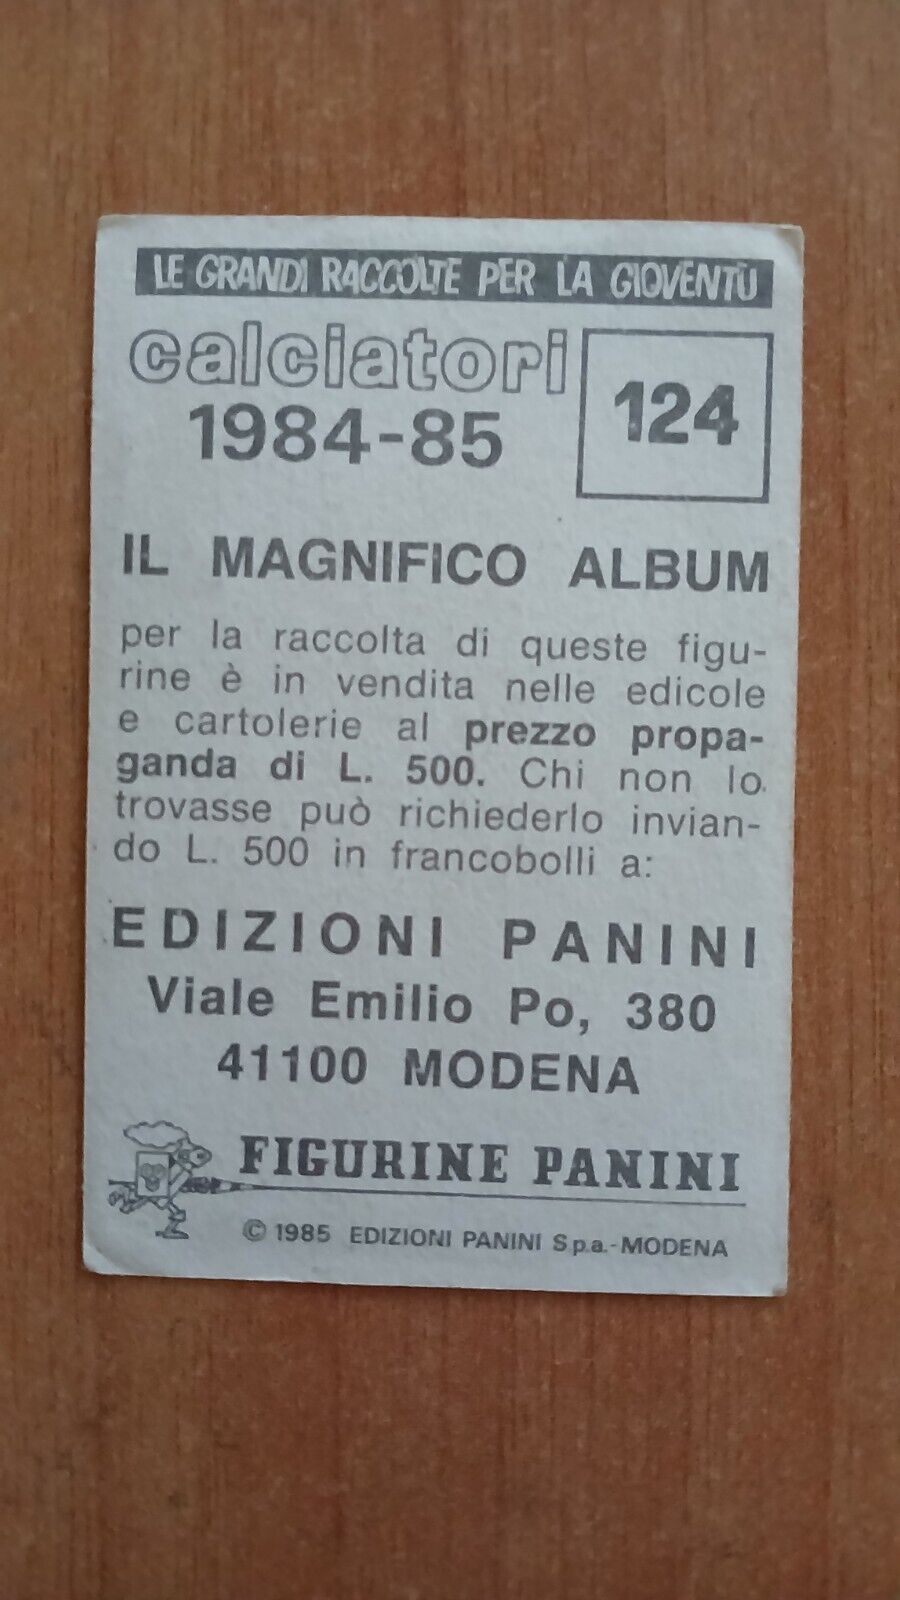 LE GRANDI RACCOLTE PER LA GIOVENTÙ
calciatori
1984-85
124
IL MAGNIFICO ALBUM
per la raccolta di queste figu-
rine è in vendita nelle edicole
e cartolerie al prezzo propa-
ganda di L. 500. Chi non lo
trovasse può richiederlo invian-
do L. 500 in francobolli a:
EDIZIONI PANINI
Viale Emilio Po, 380
41100 MODENA
FIGURINE PANINI
© 1985 EDIZIONI PANINI S.p.a.-MODENA